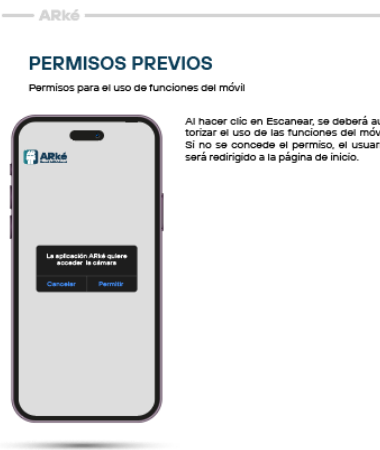 ARké
PERMISOS PREVIOS
Permisos para el uso de funciones del móvil
Al hacer clic en Escanear, se deberá au
torizar el uso de las funciones del móv
Si no se concede el permiso, el usuar
será redirigido a la página de inicio.
ARké
La aplicación ARké quiere
acceder la cámara
Cancelar Permitir